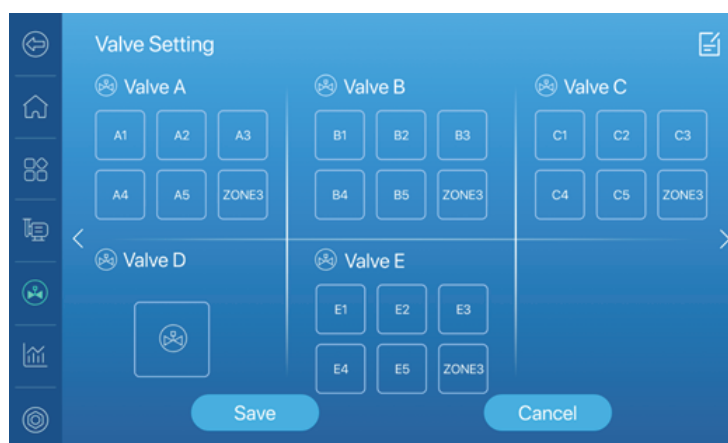 Valve Setting
Valve A
Valve B
Valve C
A1 A2 A3
B1 B2 B3
C1 C2 C3
A4 A5 ZONE3
B4 B5 ZONE3
C4 C5 ZONE3
Valve D
Valve E
E1 E2 E3
E4 E5 ZONE3
Save
Cancel